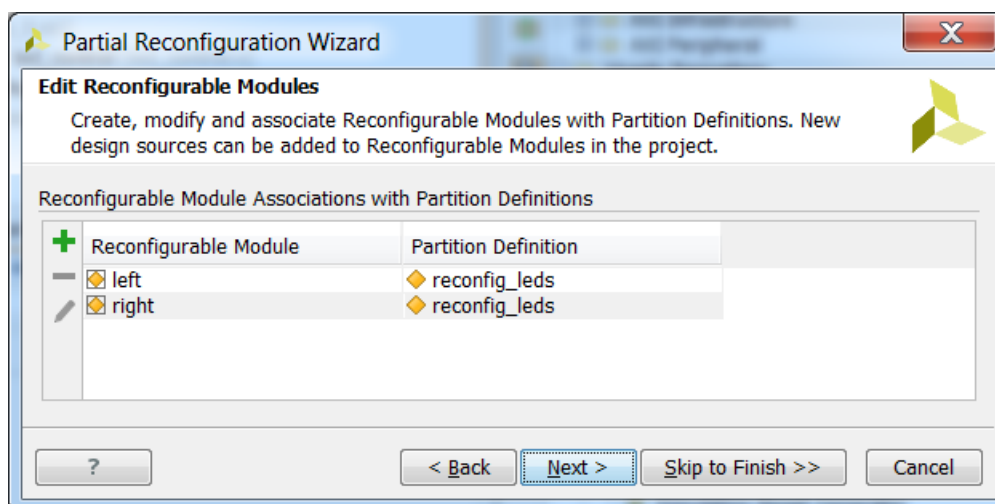 Partial Reconfiguration Wizard
Edit Reconfigurable Modules
Create, modify and associate Reconfigurable Modules with Partition Definitions. New
design sources can be added to Reconfigurable Modules in the project.
Reconfigurable Module Associations with Partition Definitions
Reconfigurable Module Partition Definition
left reconfig_leds
right reconfig_leds
? < Back Next > Skip to Finish >> Cancel